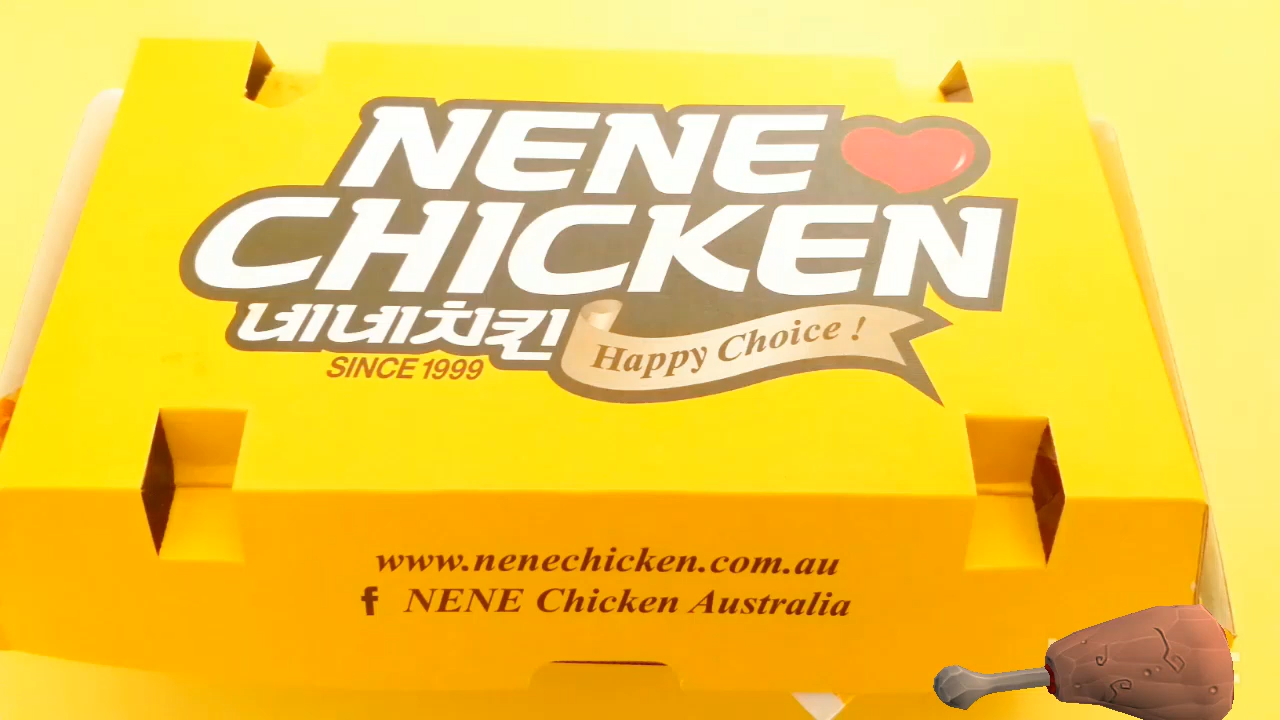 NENE
CHICKEN
네네치킨
Happy Choice !
SINCE 1999
www.nenechicken.com.au
f NENE Chicken Australia